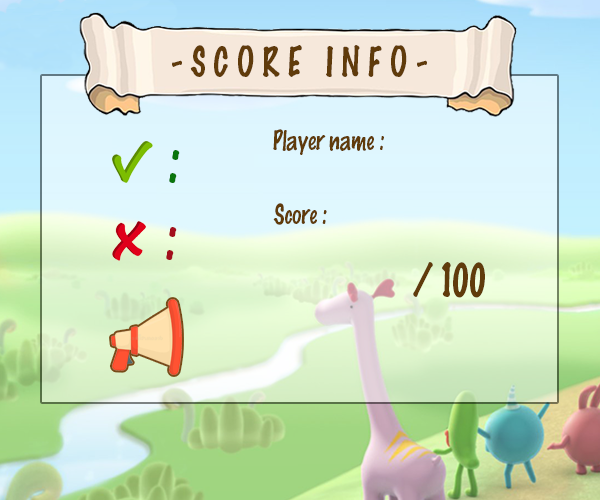 -SCORE INFO-
Player name :
:
Score :
:
/ 100